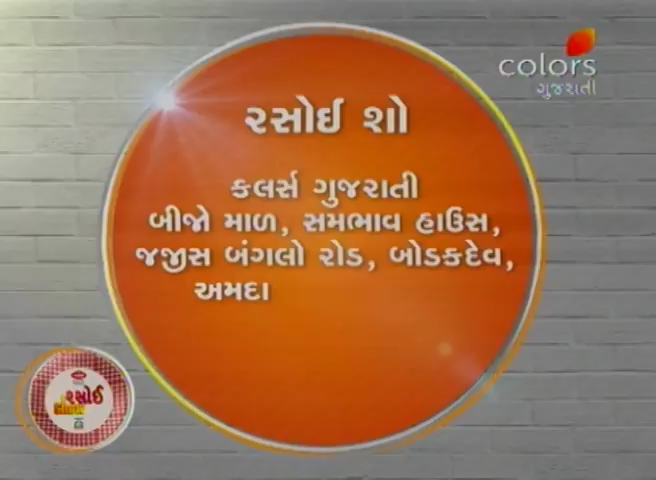 colors
ગુજરાતી
રસોઈ શો
કલર્સ ગુજરાતી
બીજો માળ, સમભાવ હાઉસ,
જજીસ બંગલો રોડ, બોડકદેવ,
અમદા
રસોઈ